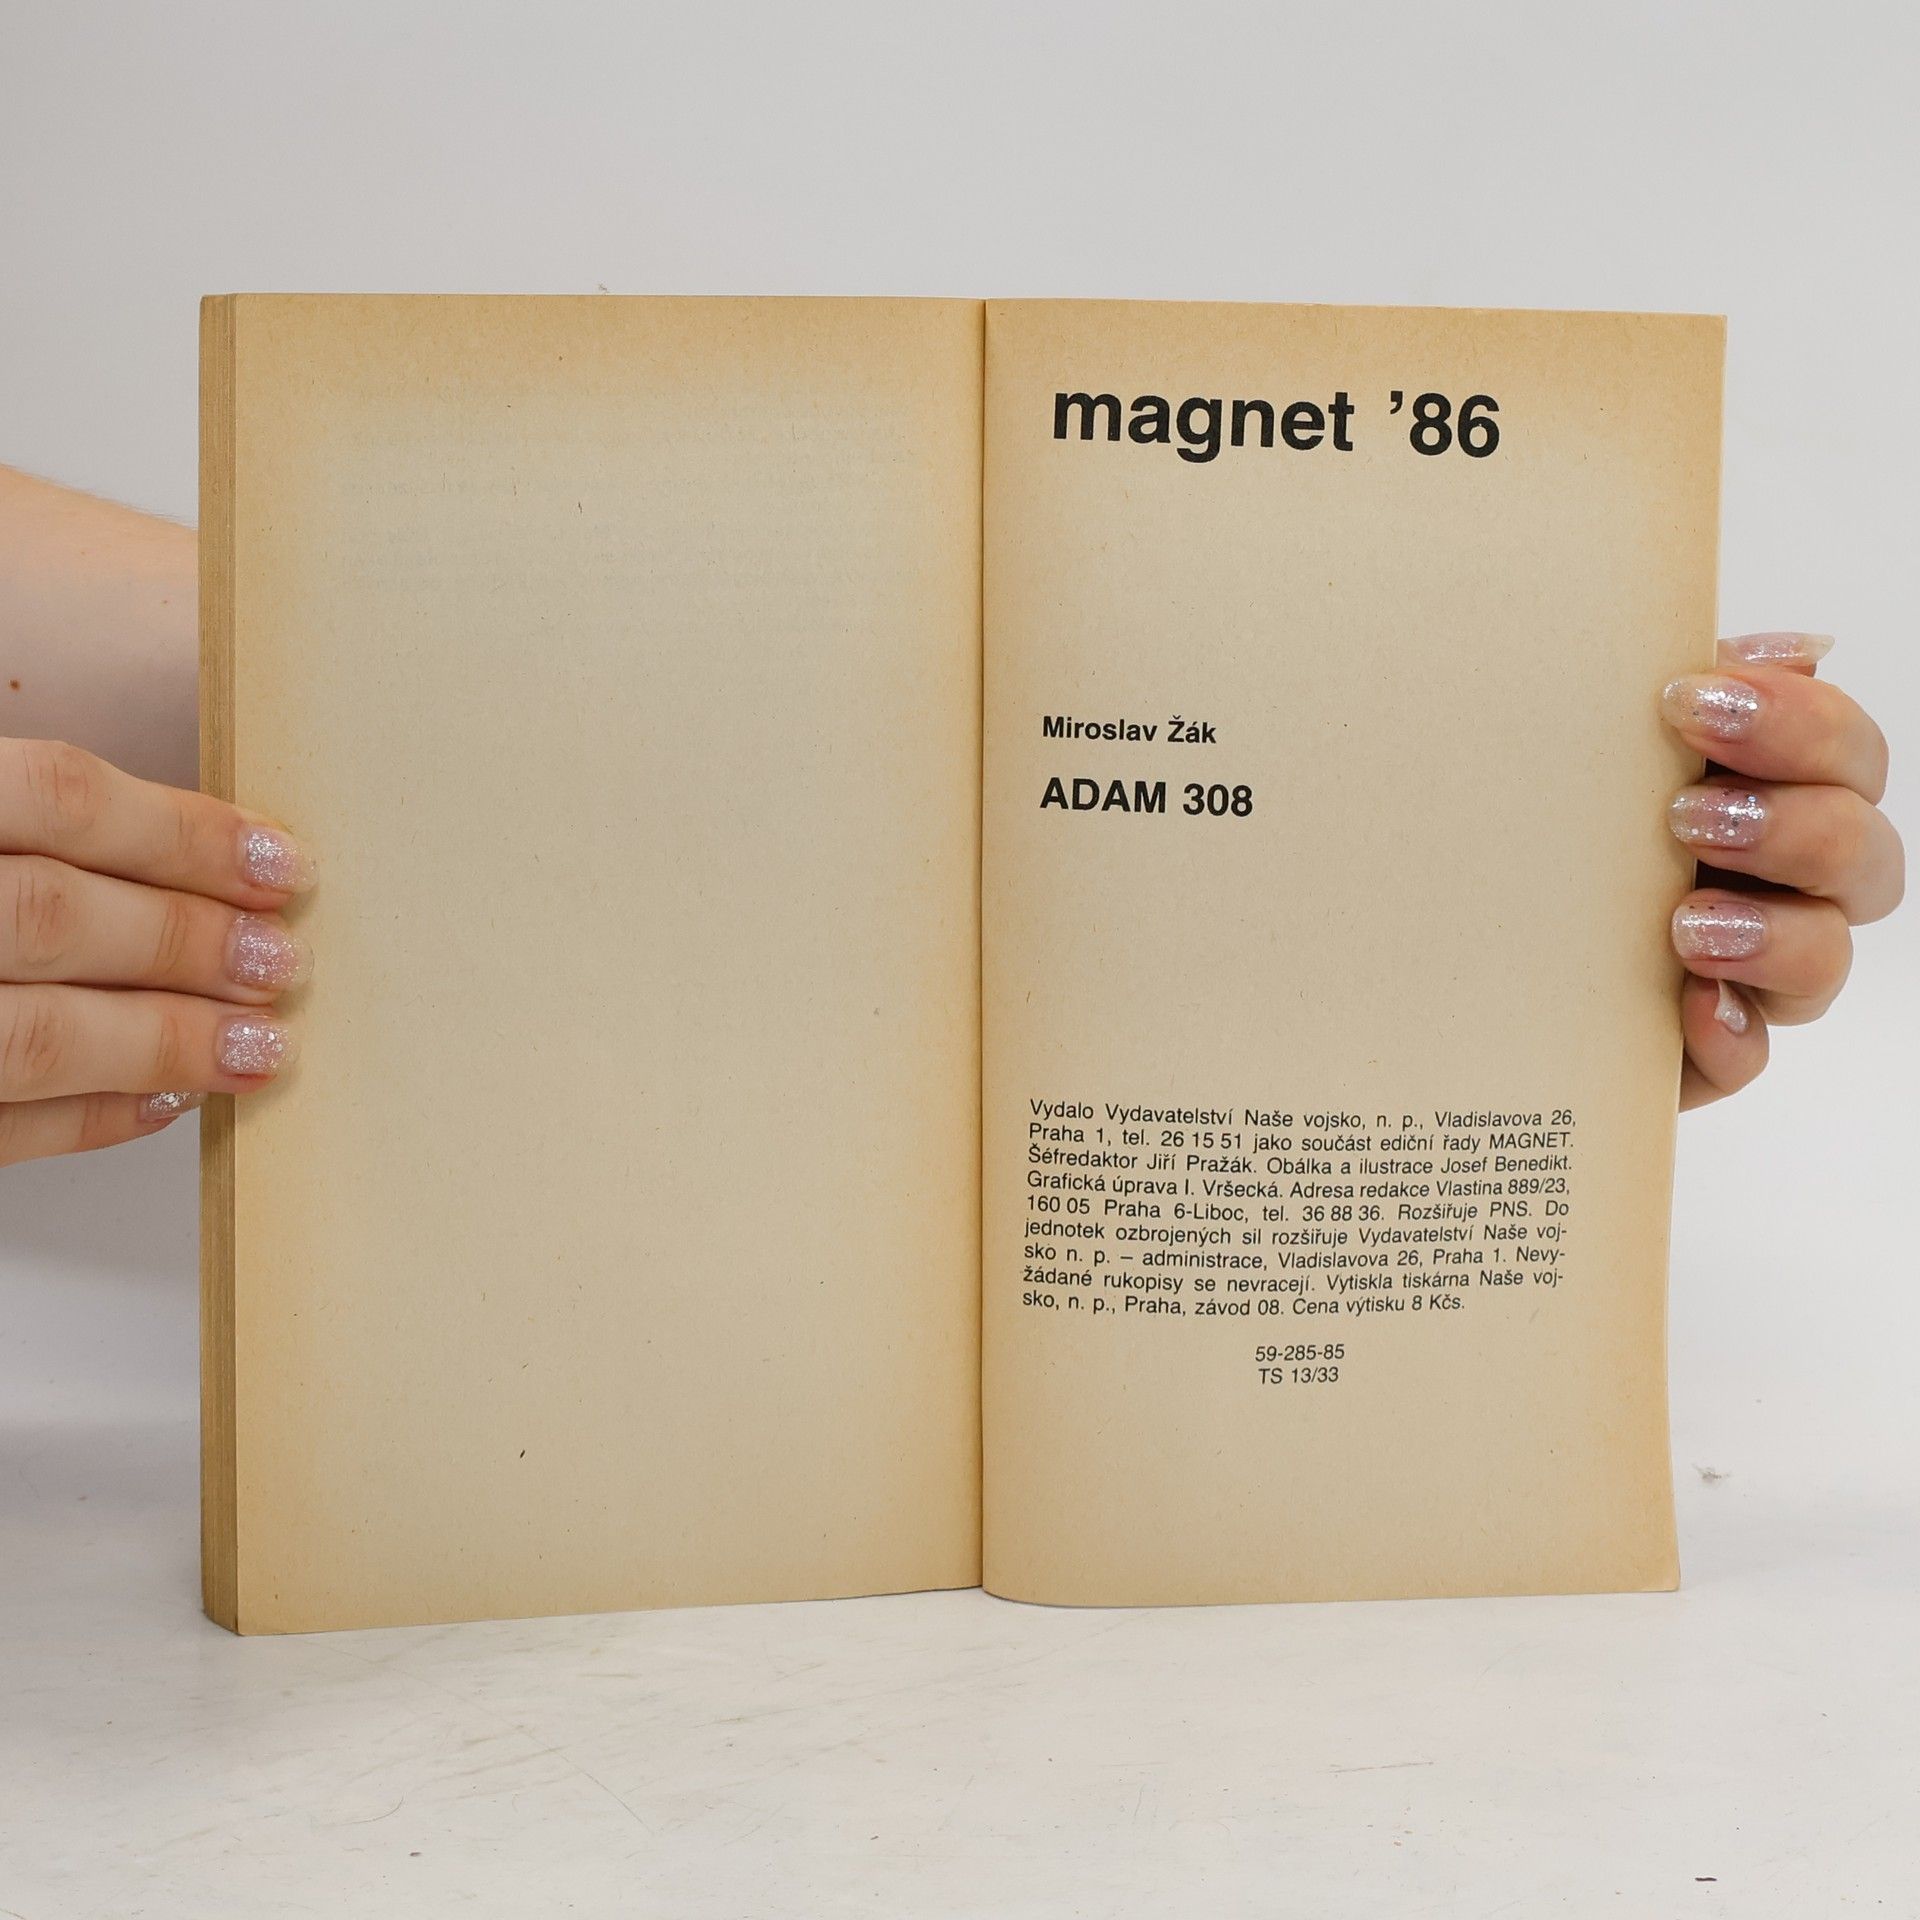 magnet ’86
Miroslav Žák
ADAM 308
Vydalo Vydavatelství Naše vojsko, n. p., Vladislavova 26,
Praha 1, tel. 26 15 51 jako součást ediční řady MAGNET.
Šéfredaktor Jiří Pražák. Obálka a ilustrace Josef Benedikt.
Grafická úprava I. Vršecká. Adresa redakce Vlastina 889/23,
160 05 Praha 6-Liboc, tel. 36 88 36. Rozšiřuje PNS. Do
jednotek ozbrojených sil rozšiřuje Vydavatelství Naše voj-
sko n. p. – administrace, Vladislavova 26, Praha 1. Nevy-
žádané rukopisy se nevracejí. Vytiskla tiskárna Naše voj-
sko, n. p., Praha, závod 08. Cena výtisku 8 Kčs.
59-285-85
TS 13/33